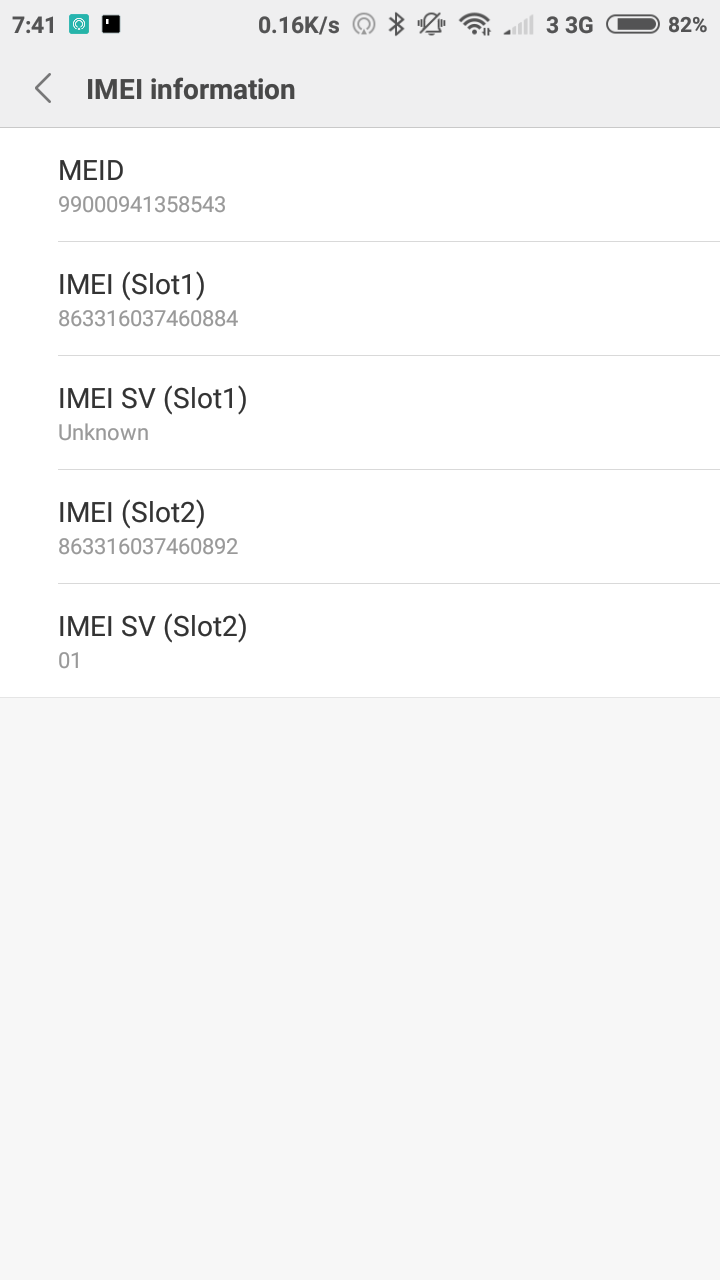 7:41 0.16K/s 3 3G 82%
IMEI information
MEID
99000941358543
IMEI (Slot1)
863316037460884
IMEI SV (Slot1)
Unknown
IMEI (Slot2)
863316037460892
IMEI SV (Slot2)
01